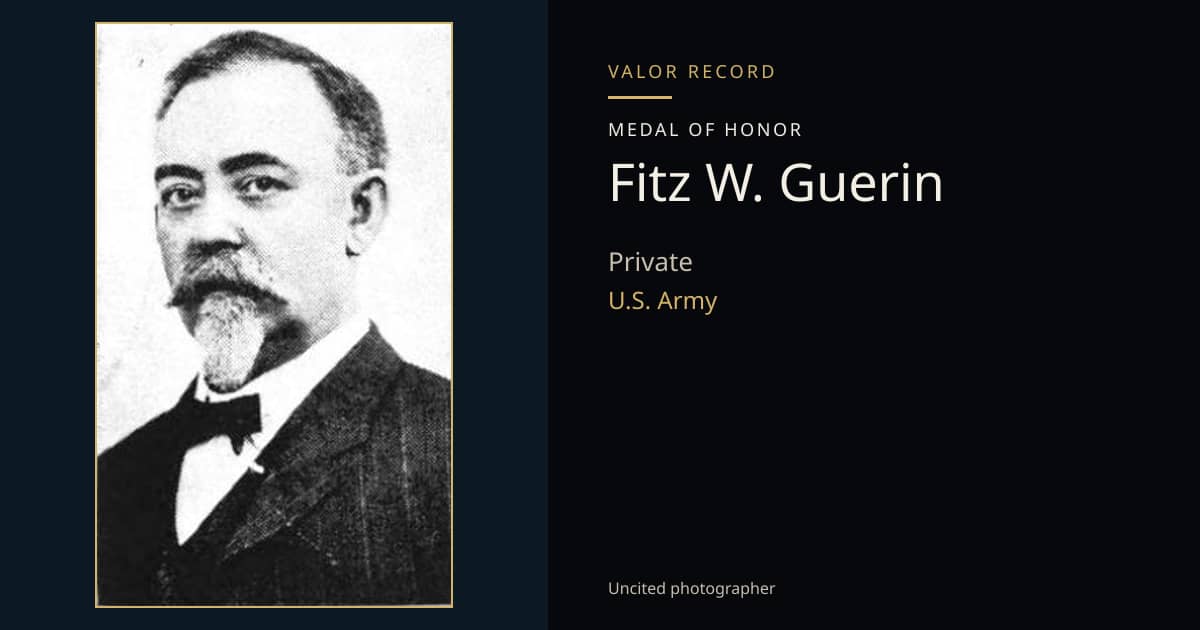 VALOR RECORD
MEDAL OF HONOR
Fitz W. Guerin
Private
U.S. Army
Uncited photographer